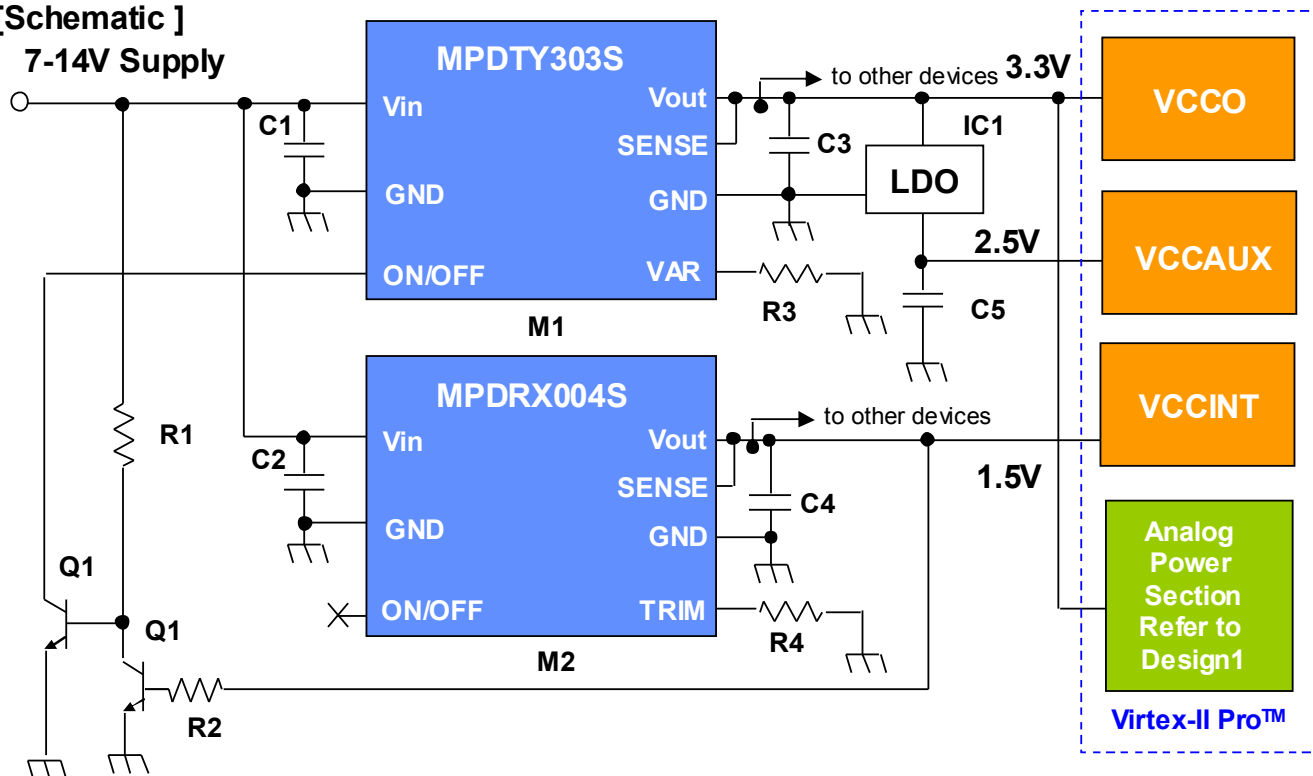 [Schematic ]
7-14V Supply
MPDTY303S
Vin
Vout
SENSE
GND
GND
ON/OFF
VAR
M1
C1
C3
to other devices
3.3V
IC1
LDO
2.5V
R3
C5
VCCO
VCCAUX
VCCINT
MPDRX004S
Vin
Vout
SENSE
GND
GND
ON/OFF
TRIM
M2
R1
C2
C4
to other devices
1.5V
R4
Q1
Q1
R2
Analog
Power
Section
Refer to
Design1
Virtex-II Pro™